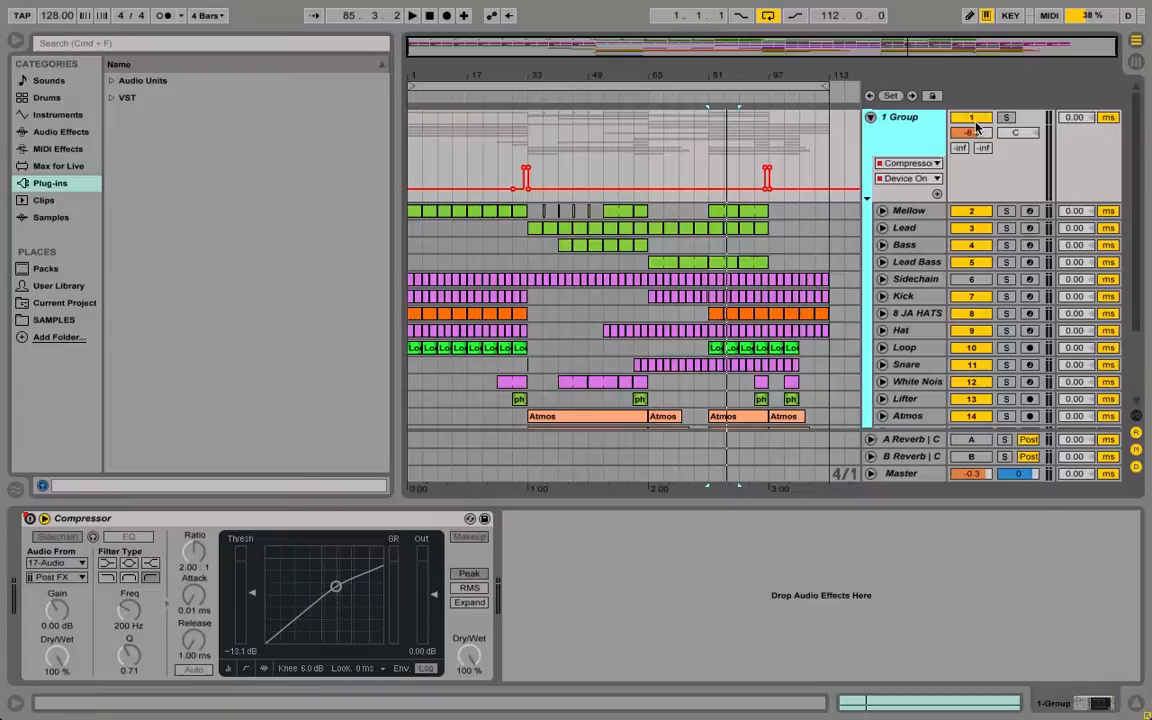 TAP 128.00 4 / 4 4 Bars 85. 3. 2 1. 1. 1 112. 0. 0 KEY MIDI 38 % D
Search (Cmd + F)
CATEGORIES
Sounds
Drums
Instruments
Audio Effects
MIDI Effects
Max for Live
Plug-ins
Clips
Samples
PLACES
Packs
User Library
Current Project
SAMPLES
Add Folder...
Name
Audio Units
VST
1 17 33 49 65 81 97 113
Set
1 Group 1 S 0.00 ms
C
-inf -inf
Compressor
Device On
Mellow 2 S 0.00 ms
Lead 3 S 0.00 ms
Bass 4 S 0.00 ms
Lead Bass 5 S 0.00 ms
Sidechain 6 S 0.00 ms
Kick 7 S 0.00 ms
8 JA HATS 8 S 0.00 ms
Hat 9 S 0.00 ms
Loop 10 S 0.00 ms
Snare 11 S 0.00 ms
White Nois 12 S 0.00 ms
ph ph ph ph Lifter 13 S 0.00 ms
Atmos Atmos Atmos Atmos Atmos 14 S 0.00 ms
A Reverb | C A S Post 0.00 ms
B Reverb | C B S Post 0.00 ms
4/1 Master -0.3 0 0.00 ms
0:00 1:00 2:00 3:00
R
M
D
Compressor
Sidechain EQ
Audio From Filter Type
17-Audio
Post FX
Gain Freq
0.00 dB 200 Hz
Dry/Wet Q
100 % 0.71
Ratio
2.00 : 1
Attack
0.01 ms
Release
1.00 ms
Auto
Thresh GR Out
-13.1 dB 0.00 dB
Knee 6.0 dB Look. 0 ms Env. Log
Makeup
Peak
RMS
Expand
Dry/Wet
100 %
Drop Audio Effects Here
1-Group